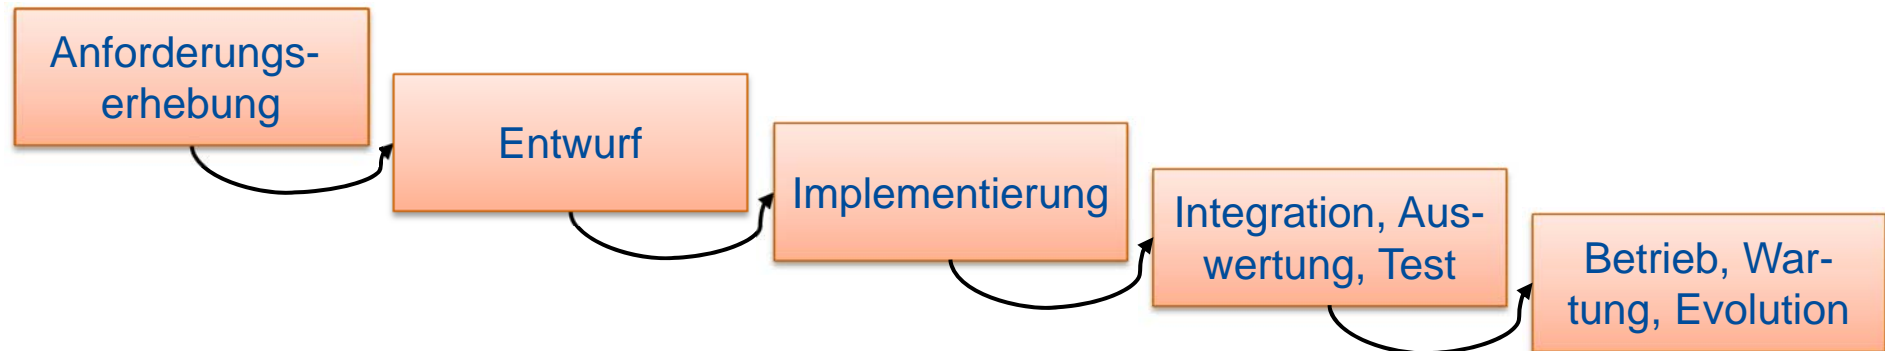 Anforderungs-
erhebung
Entwurf
Implementierung
Integration, Aus-
wertung, Test
Betrieb, War-
tung, Evolution